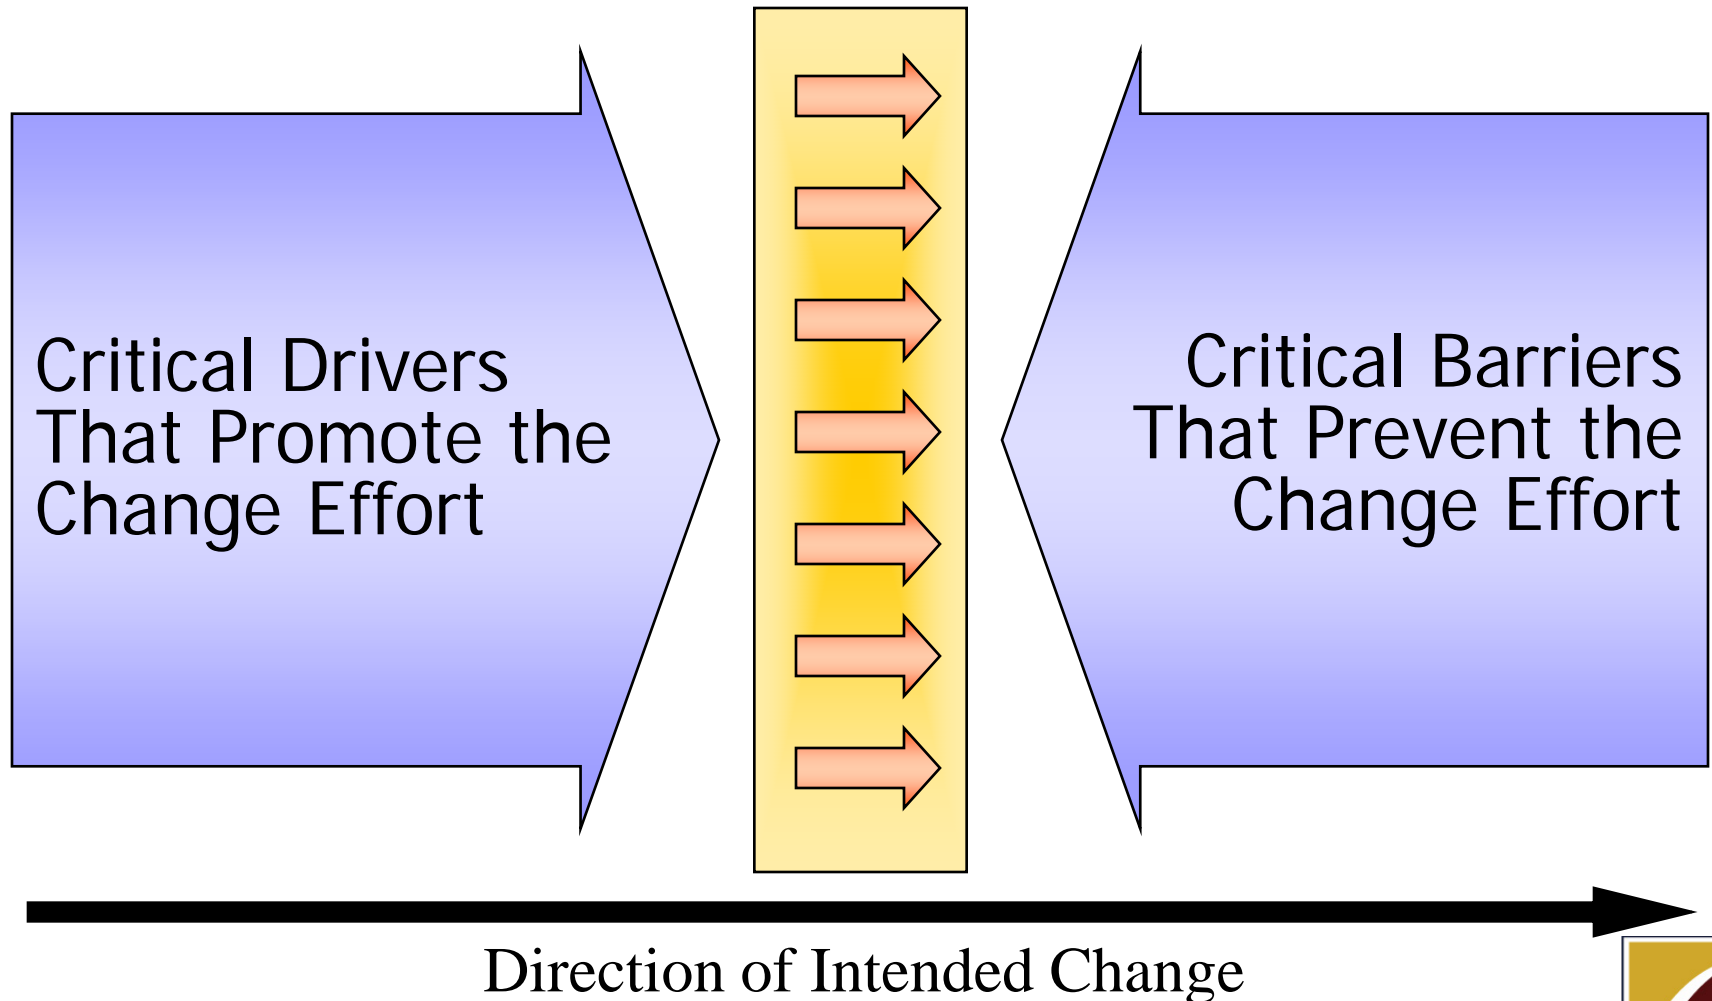 Critical Drivers
That Promote the
Change Effort
Critical Barriers
That Prevent the
Change Effort
Direction of Intended Change